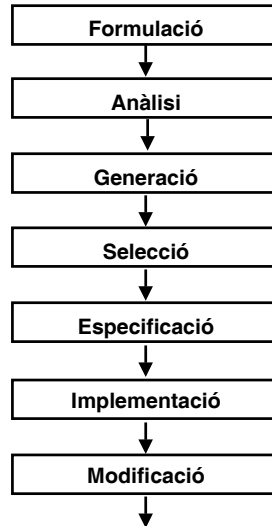 Formulació
Anàlisi
Generació
Selecció
Especificació
Implementació
Modificació